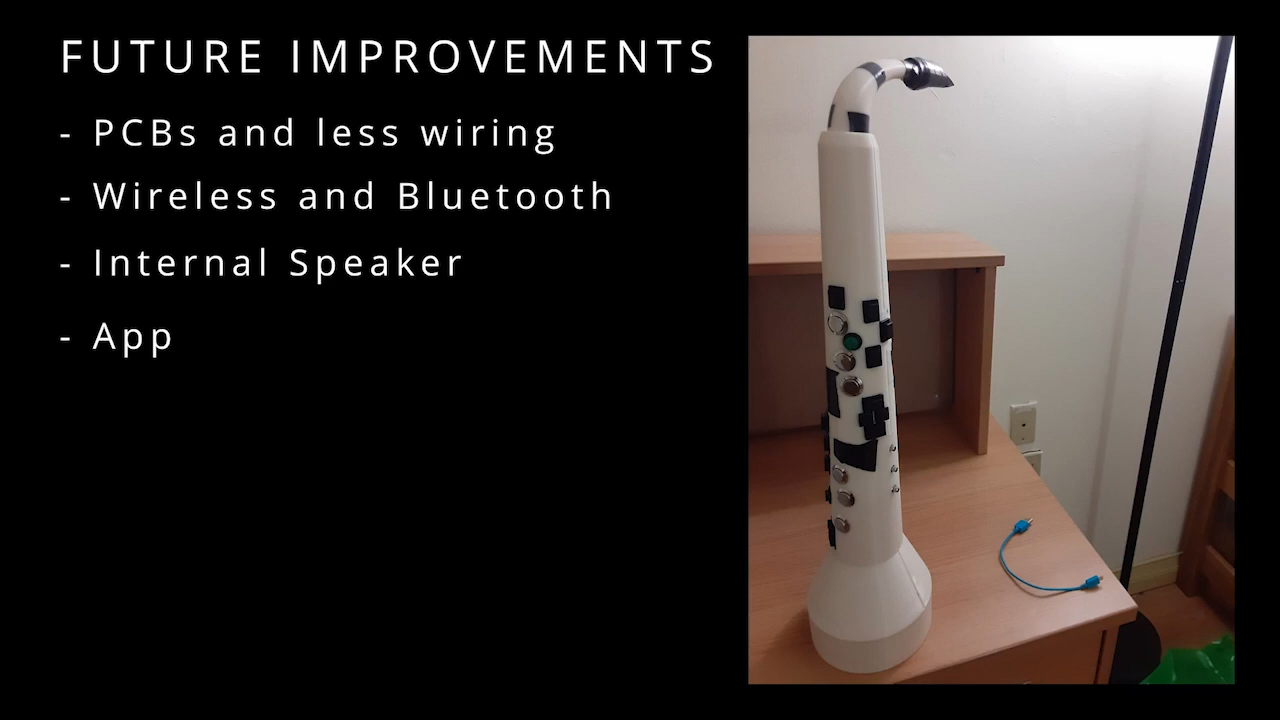 FUTURE IMPROVEMENTS
- PCBs and less wiring
- Wireless and Bluetooth
- Internal Speaker
- App